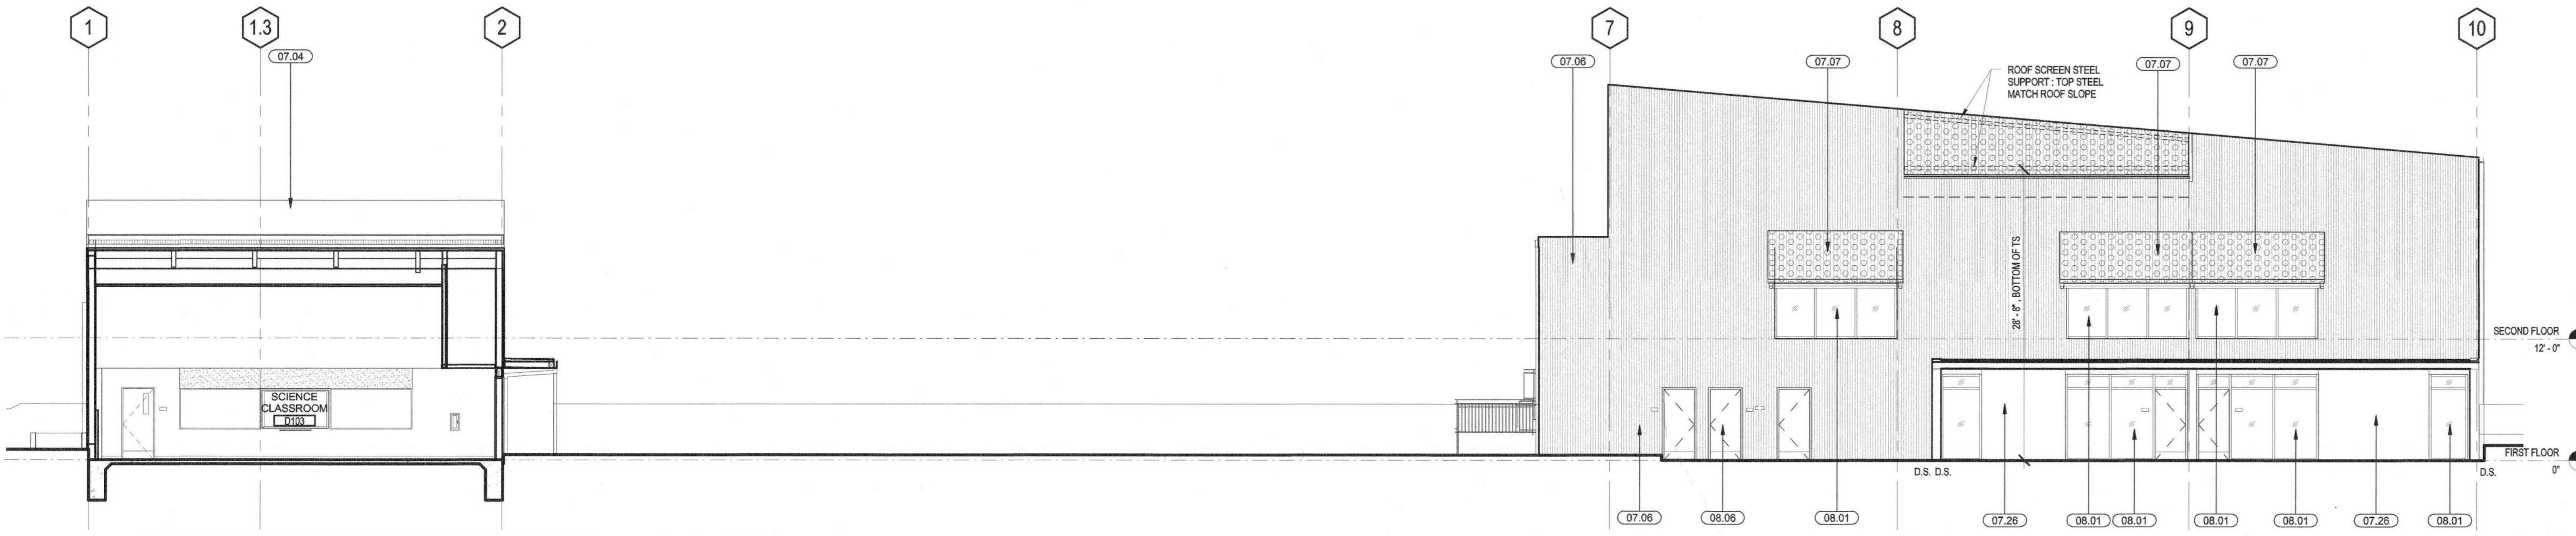 1
1.3
2
7
8
9
10
07.04
07.06
07.07
07.07
07.07
ROOF SCREEN STEEL
SUPPORT : TOP STEEL
MATCH ROOF SLOPE
28' - 8", BOTTOM OF TS
SECOND FLOOR
12' - 0"
SCIENCE
CLASSROOM
D103
FIRST FLOOR
0"
D.S. D.S.
D.S.
07.06
08.06
08.01
07.26
08.01
08.01
08.01
08.01
07.26
08.01